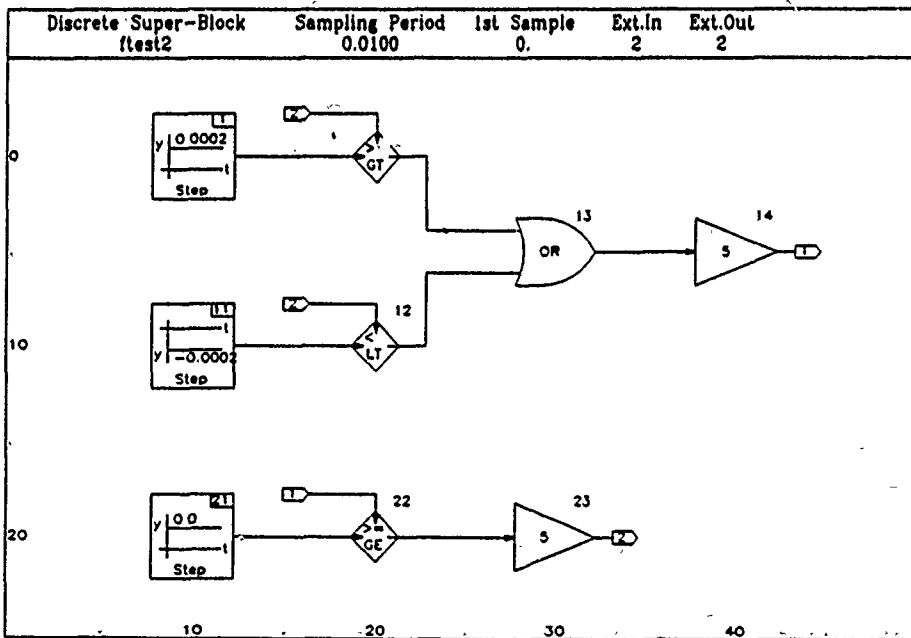 Discrete Super-Block Sampling Period 1st Sample Ext.In Ext.Out
ftest2 0.0100 0. 2 2
1
y 0.0002
t
Step
2
>
GT
0
13
14
OR
5
1
2
12
11
t
y -0.0002
Step
<
LT
10
1
22
23
21
y 0.0
t
Step
>=
GE
5
2
20
10 20 30 40